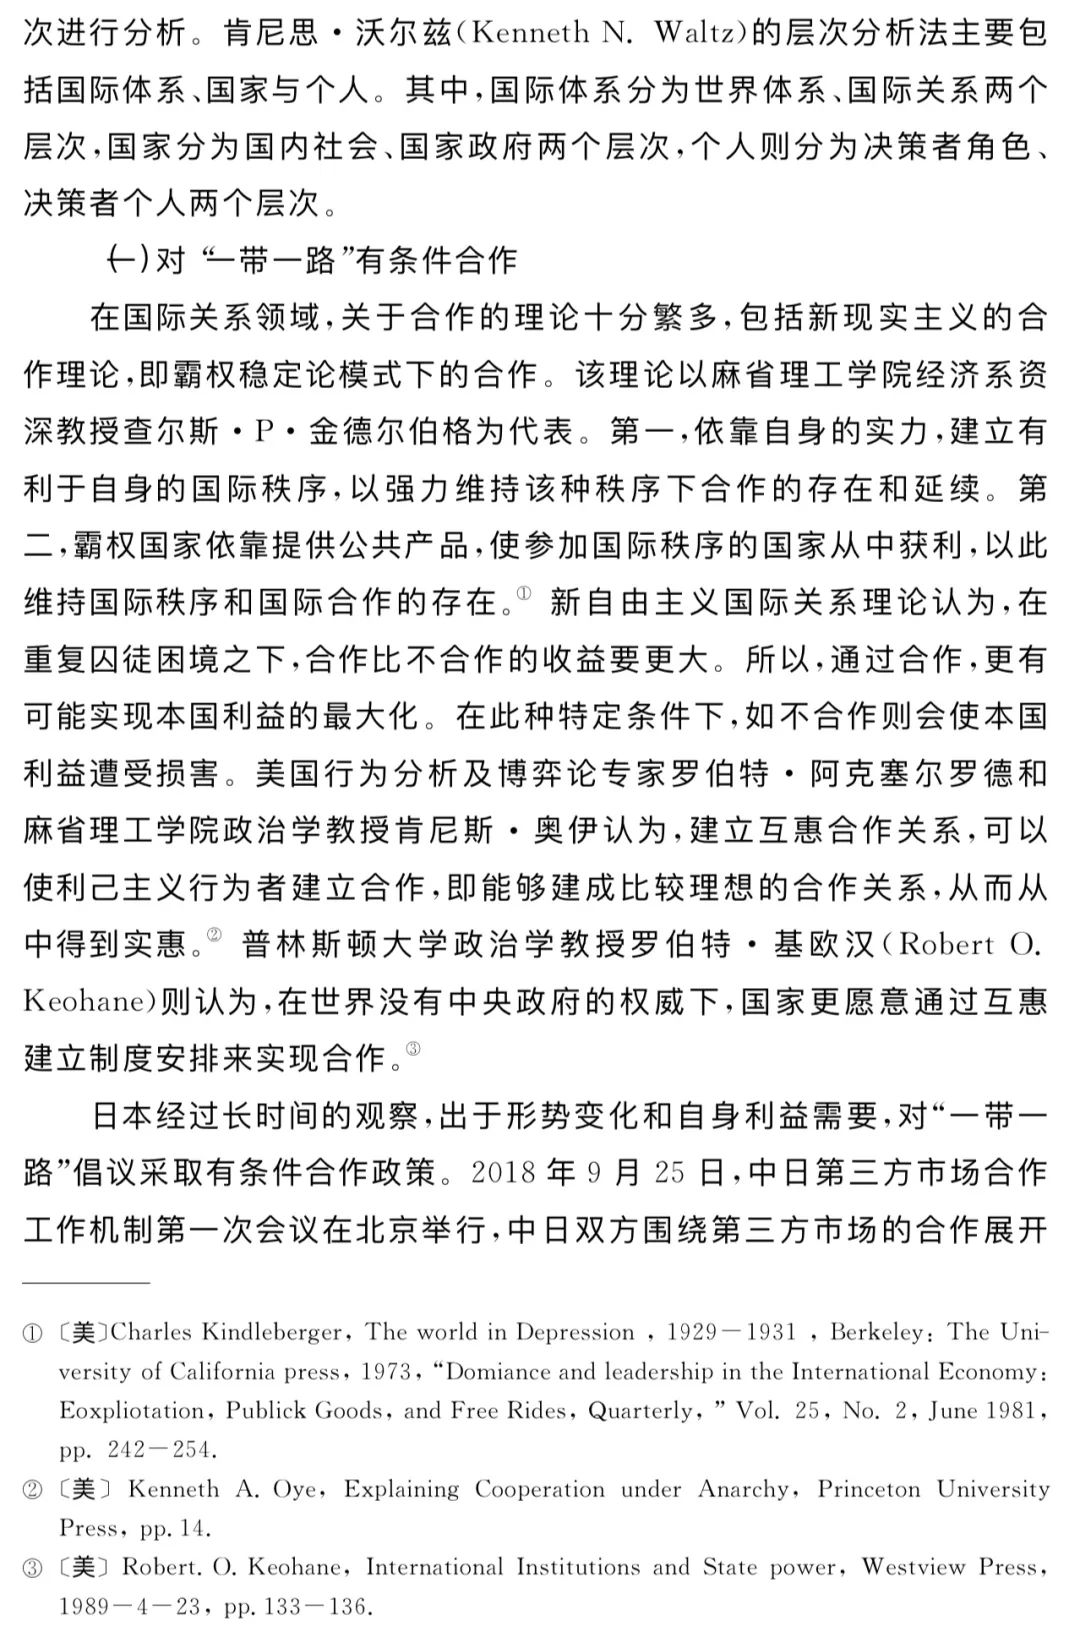 次进行分析。肯尼思·沃尔兹(Kenneth N. Waltz)的层次分析法主要包
括国际体系、国家与个人。其中,国际体系分为世界体系、国际关系两个
层次,国家分为国内社会、国家政府两个层次,个人则分为决策者角色、
决策者个人两个层次。
(一)对“一带一路”有条件合作
在国际关系领域,关于合作的理论十分繁多,包括新现实主义的合
作理论,即霸权稳定论模式下的合作。该理论以麻省理工学院经济系资
深教授查尔斯·P·金德尔伯格为代表。第一,依靠自身的实力,建立有
利于自身的国际秩序,以强力维持该种秩序下合作的存在和延续。第
二,霸权国家依靠提供公共产品,使参加国际秩序的国家从中获利,以此
维持国际秩序和国际合作的存在。① 新自由主义国际关系理论认为,在
重复囚徒困境之下,合作比不合作的收益要更大。所以,通过合作,更有
可能实现本国利益的最大化。在此种特定条件下,如不合作则会使本国
利益遭受损害。美国行为分析及博弈论专家罗伯特·阿克塞尔罗德和
麻省理工学院政治学教授肯尼斯·奥伊认为,建立互惠合作关系,可以
使利己主义行为者建立合作,即能够建成比较理想的合作关系,从而从
中得到实惠。② 普林斯顿大学政治学教授罗伯特·基欧汉(Robert O.
Keohane)则认为,在世界没有中央政府的权威下,国家更愿意通过互惠
建立制度安排来实现合作。③
日本经过长时间的观察,出于形势变化和自身利益需要,对“一带一
路”倡议采取有条件合作政策。2018 年 9 月 25 日,中日第三方市场合作
工作机制第一次会议在北京举行,中日双方围绕第三方市场的合作展开
① 〔美〕Charles Kindleberger, The world in Depression , 1929—1931 , Berkeley: The Uni-
versity of California press, 1973, “Domiance and leadership in the International Economy:
Eoxpliotation, Publick Goods, and Free Rides, Quarterly, ” Vol. 25, No. 2, June 1981,
pp. 242—254.
② 〔美〕 Kenneth A. Oye, Explaining Cooperation under Anarchy, Princeton University
Press, pp. 14.
③ 〔美〕 Robert. O. Keohane, International Institutions and State power, Westview Press,
1989—4—23, pp. 133—136.